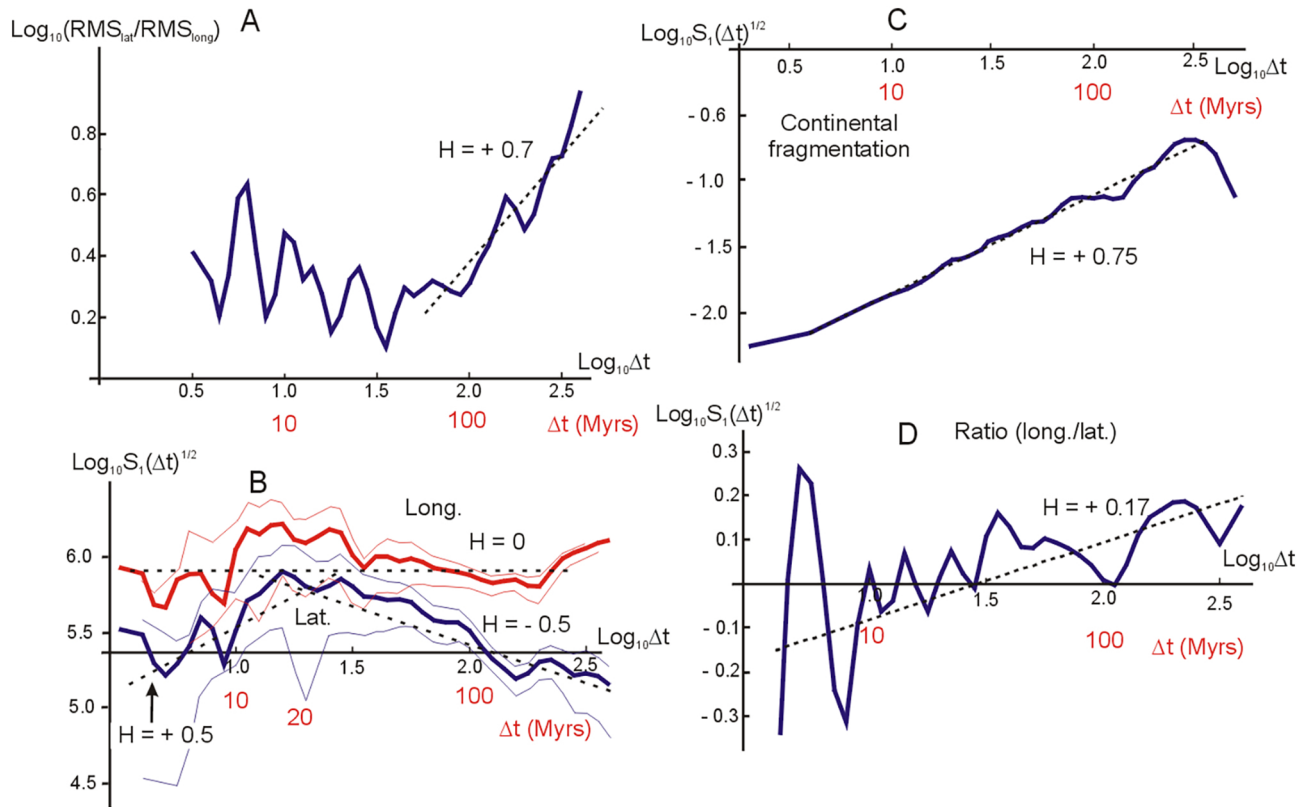 A
Log₁₀(RMSlat/RMSlong)
0.8
0.6
0.4
0.2
H = + 0.7
Log₁₀Δt
0.5 1.0 1.5 2.0 2.5
10 100 Δt (Myrs)
C
Log₁₀S₁(Δt)^1/2
0.5 1.0 1.5 2.0 2.5 Log₁₀Δt
10 100 Δt (Myrs)
- 0.6
Continental
fragmentation
- 1.0
- 1.5
- 2.0
H = + 0.75
B
Log₁₀S₁(Δt)^1/2
Long.
6.0
H = 0
5.5
Lat.
H = - 0.5
Log₁₀Δt
1.0 1.5 2.0 2.5
10 20 100 Δt (Myrs)
5.0
H = + 0.5
4.5
D
Log₁₀S₁(Δt)^1/2
Ratio (long./lat.)
0.3
0.2
0.1
0.0
- 0.1
- 0.2
- 0.3
H = + 0.17
Log₁₀Δt
1.0 1.5 2.0 2.5
10 100 Δt (Myrs)